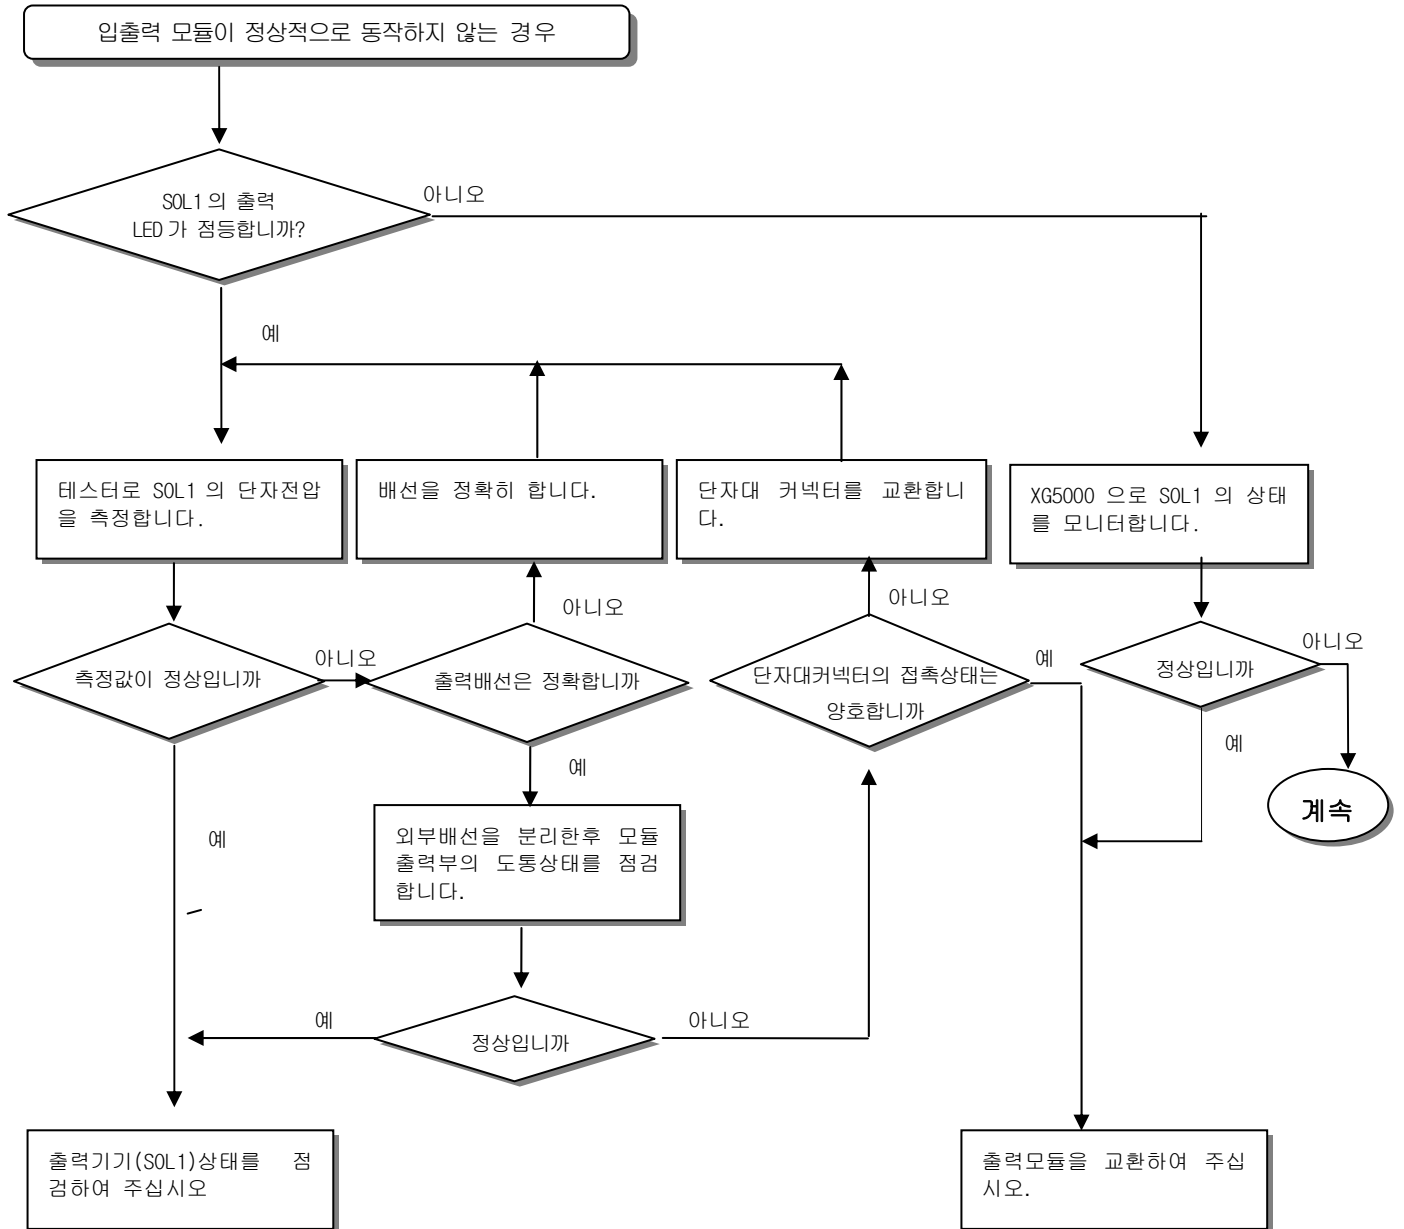 입출력 모듈이 정상적으로 동작하지 않는 경우
SOL1 의 출력
LED 가 점등합니까?
아니오
예
테스터로 SOL1 의 단자전압
을 측정합니다.
배선을 정확히 합니다.
단자대 커넥터를 교환합니
다.
XG5000 으로 SOL1 의 상태
를 모니터합니다.
아니오
아니오
측정값이 정상입니까
아니오
출력배선은 정확합니까
단자대커넥터의 접촉상태는
양호합니까
예
정상입니까
아니오
예
예
계속
예
외부배선을 분리한후 모듈
출력부의 도통상태를 점검
합니다.
예
정상입니까
아니오
출력기기(SOL1)상태를 점
검하여 주십시오
출력모듈을 교환하여 주십
시오.